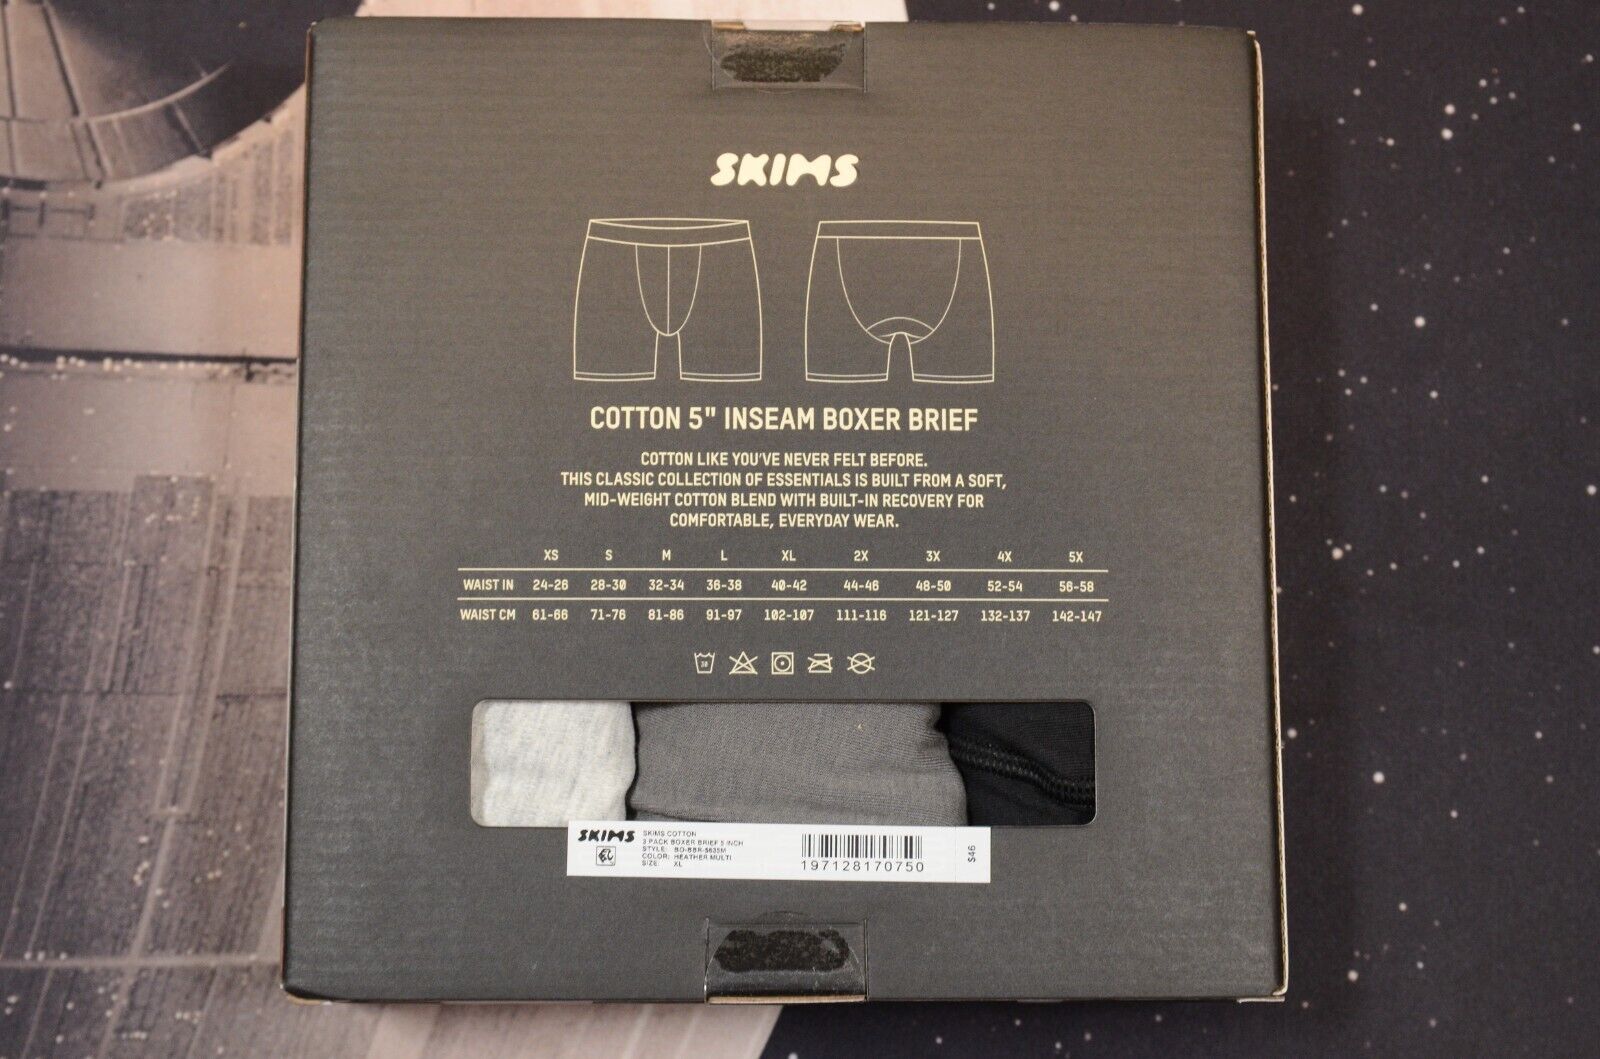 SKIMS
COTTON 5" INSEAM BOXER BRIEF
COTTON LIKE YOU'VE NEVER FELT BEFORE.
THIS CLASSIC COLLECTION OF ESSENTIALS IS BUILT FROM A SOFT,
MID-WEIGHT COTTON BLEND WITH BUILT-IN RECOVERY FOR
COMFORTABLE, EVERYDAY WEAR.
XS S M L XL 2X 3X 4X 5X
WAIST IN 24-26 28-30 32-34 36-38 40-42 44-46 48-50 52-54 56-58
WAIST CM 61-66 71-76 81-86 91-97 102-107 111-116 121-127 132-137 142-147
30
SKIMS
SKIMS COTTON
3 PACK BOXER BRIEF 5 INCH
STYLE: BO-BBR-5635M
COLOR: HEATHER MULTI
SIZE: XL
197128170750
$46